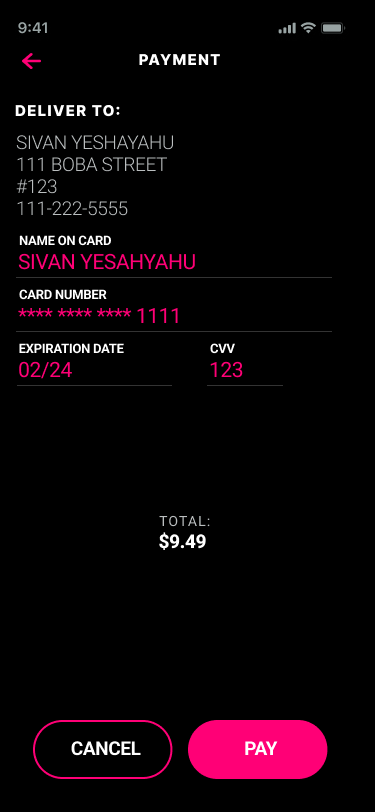 9:41
PAYMENT
DELIVER TO:
SIVAN YESHAYAHU
111 BOBA STREET
#123
111-222-5555
NAME ON CARD
SIVAN YESAHYAHU
CARD NUMBER
**** **** **** 1111
EXPIRATION DATE CVV
02/24 123
TOTAL:
$9.49
CANCEL PAY